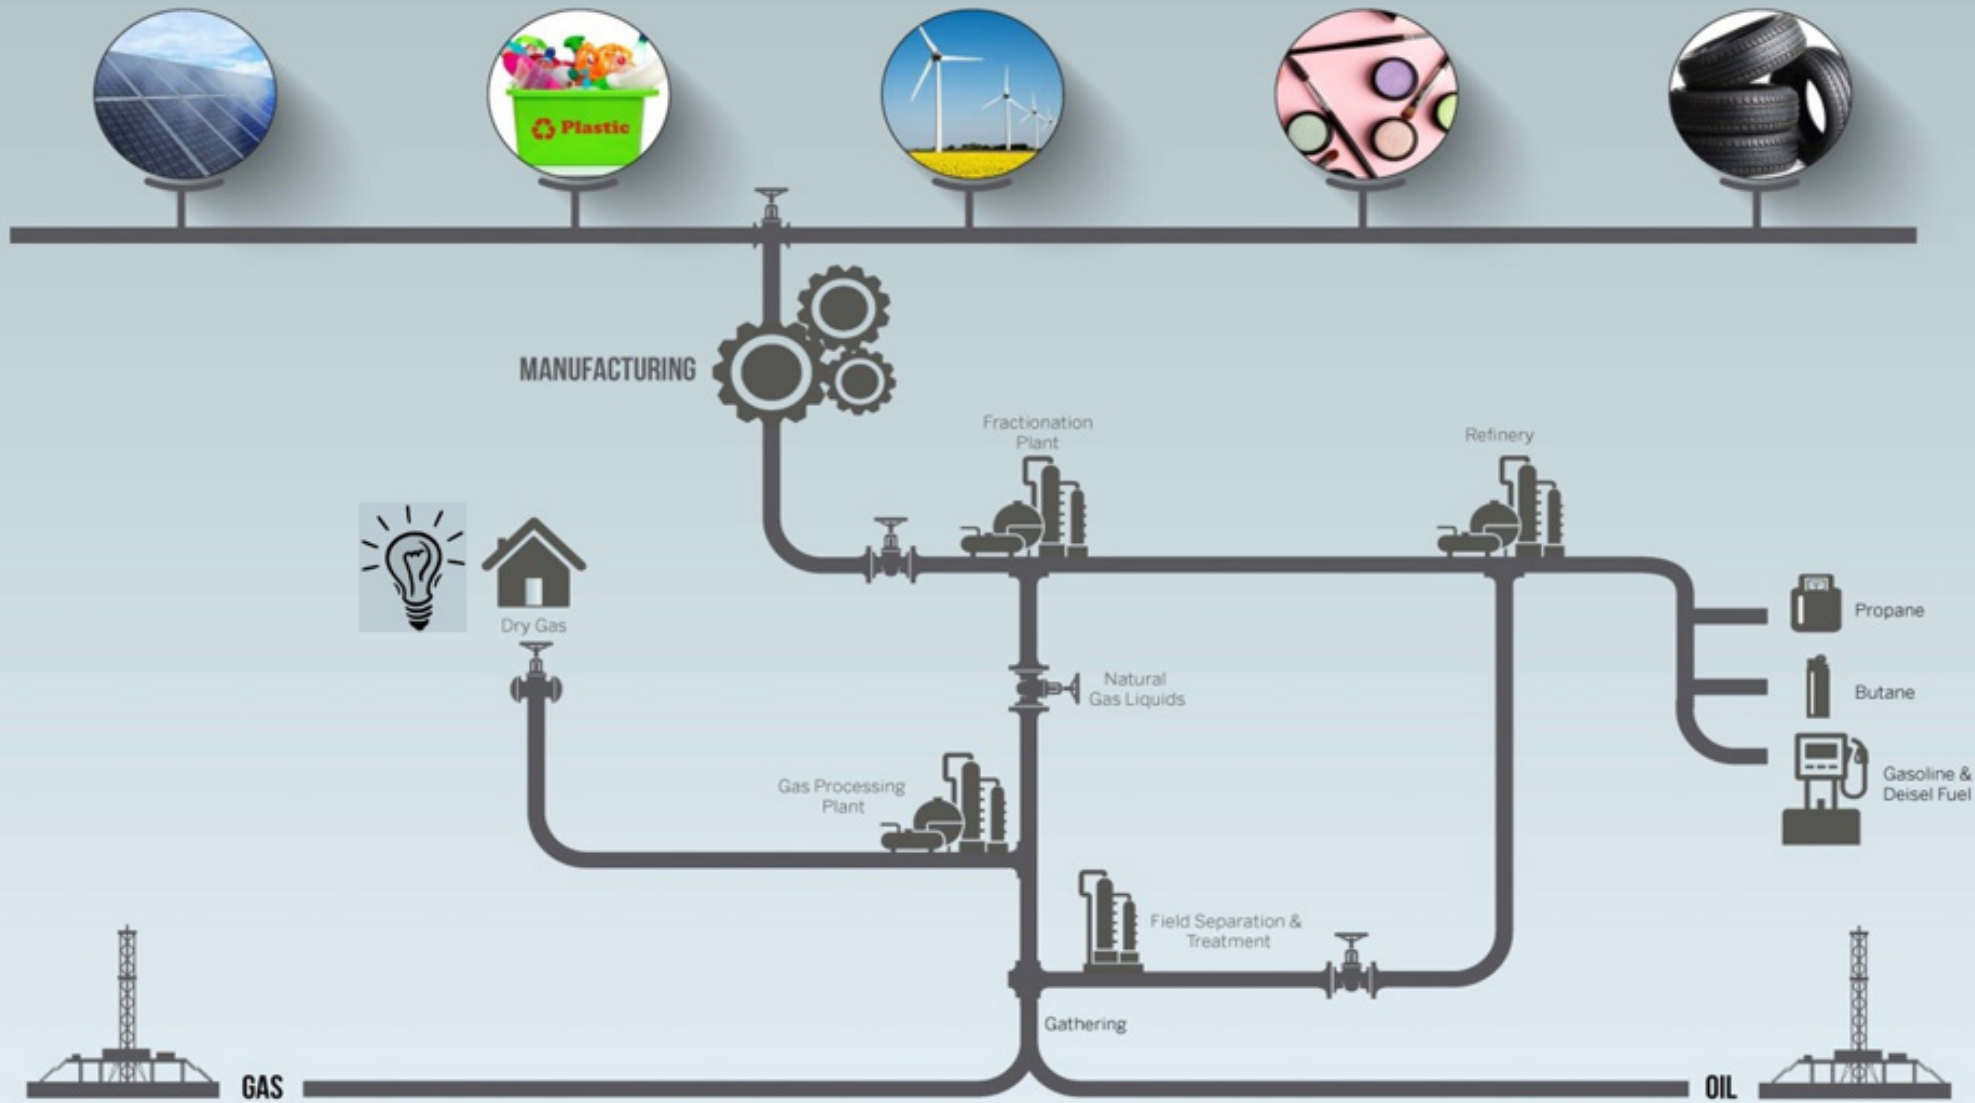 Plastic
MANUFACTURING
Fractionation
Plant
Refinery
Dry Gas
Propane
Natural
Gas Liquids
Butane
Gas Processing
Plant
Gasoline &
Deisel Fuel
Field Separation &
Treatment
Gathering
GAS
OIL